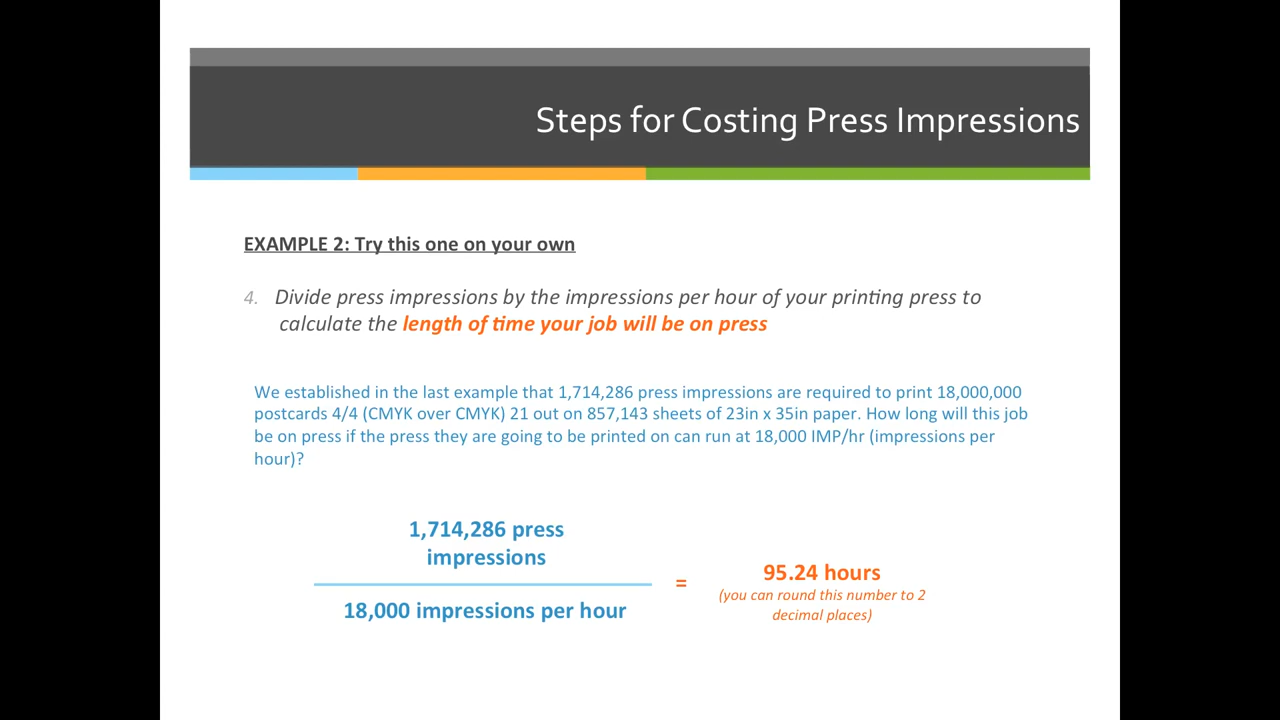 Steps for Costing Press Impressions
EXAMPLE 2: Try this one on your own
4. Divide press impressions by the impressions per hour of your printing press to
calculate the length of time your job will be on press
We established in the last example that 1,714,286 press impressions are required to print 18,000,000
postcards 4/4 (CMYK over CMYK) 21 out on 857,143 sheets of 23in x 35in paper. How long will this job
be on press if the press they are going to be printed on can run at 18,000 IMP/hr (impressions per
hour)?
1,714,286 press
impressions
18,000 impressions per hour
=
95.24 hours
(you can round this number to 2
decimal places)